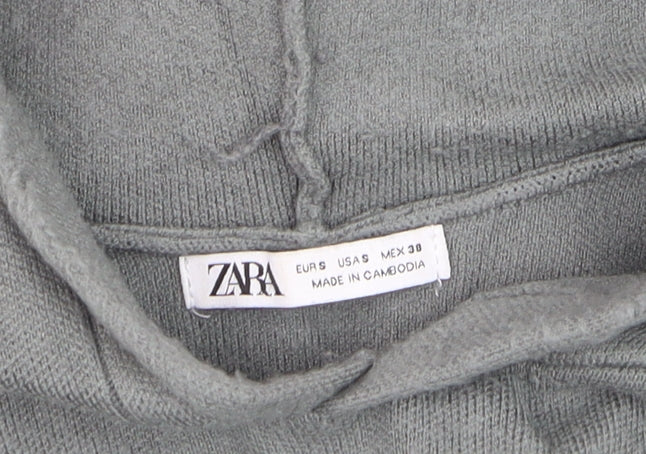 ZARA
EUR S USA S MEX 38
MADE IN CAMBODIA